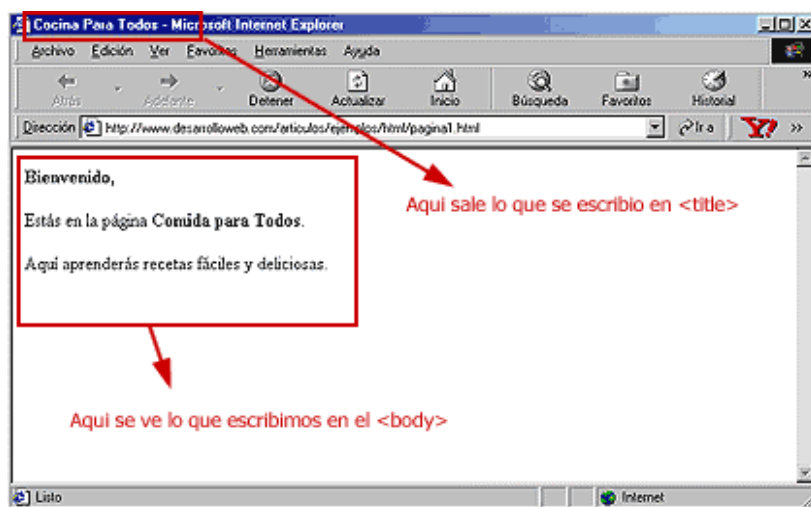 Cocina Para Todos - Microsoft Internet Explorer
Archivo Edición Ver Favoritos Herramientas Ayuda
Atrás Adelante Detener Actualizar Inicio Búsqueda Favoritos Historial »
Dirección http://www.desarrolloweb.com/articulos/ejemplos/html/pagina1.html Ir a Y! »
Bienvenido,
Estás en la página Comida para Todos.
Aquí aprenderás recetas fáciles y deliciosas.
Aqui sale lo que se escribio en <title>
Aqui se ve lo que escribimos en el <body>
Listo Internet